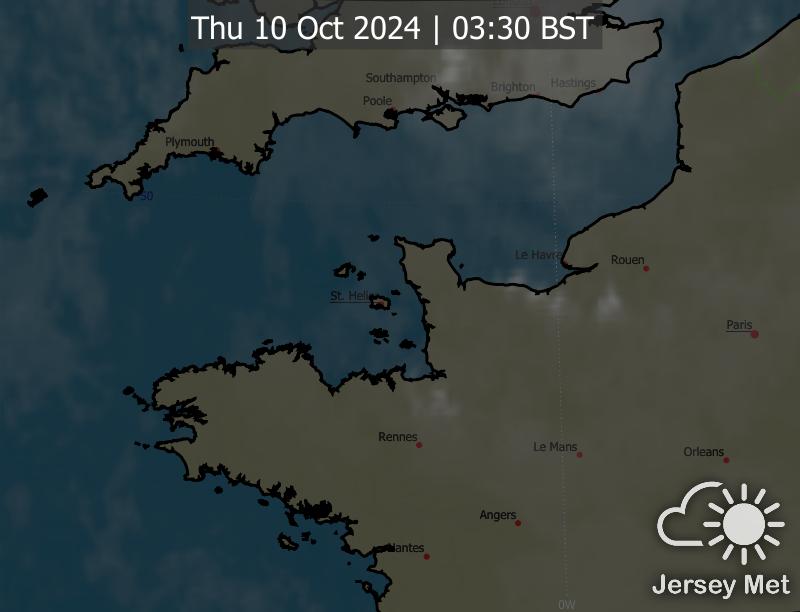 Thu 10 Oct 2024 | 03:30 BST
Southampton
Brighton
Hastings
Poole
Plymouth
50
Le Havre
Rouen
St. Helier
Paris
Rennes
Le Mans
Orleans
Angers
Nantes
Jersey Met
0W